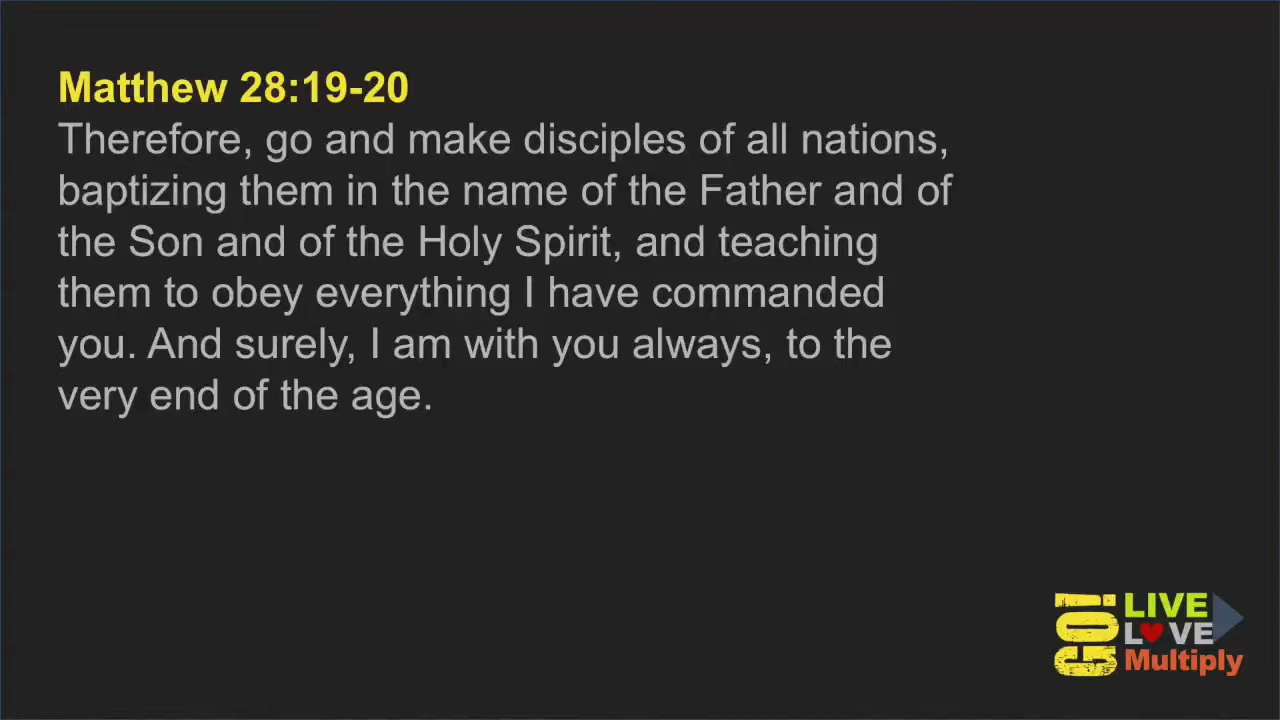 Matthew 28:19-20
Therefore, go and make disciples of all nations,
baptizing them in the name of the Father and of
the Son and of the Holy Spirit, and teaching
them to obey everything I have commanded
you. And surely, I am with you always, to the
very end of the age.
GO!
LIVE
LOVE
Multiply